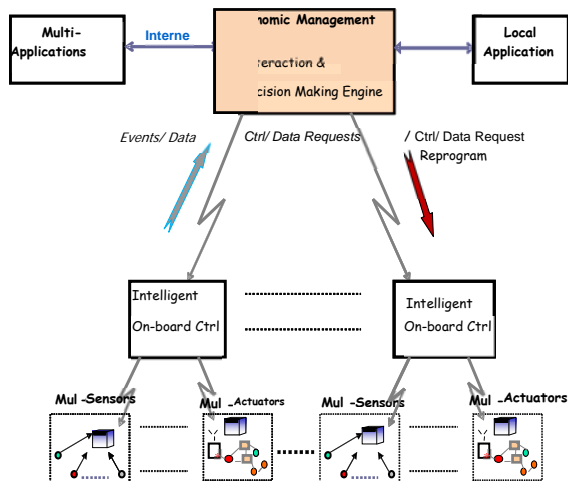 Multi-
Applications
Interne
nomic Management
teraction &
cision Making Engine
Local
Application
Events/ Data
Ctrl/ Data Requests
/ Ctrl/ Data Request
Reprogram
Intelligent
On-board Ctrl
Intelligent
On-board Ctrl
Mul -Sensors
Mul -Actuators
Mul -Sensors
Mul -Actuators